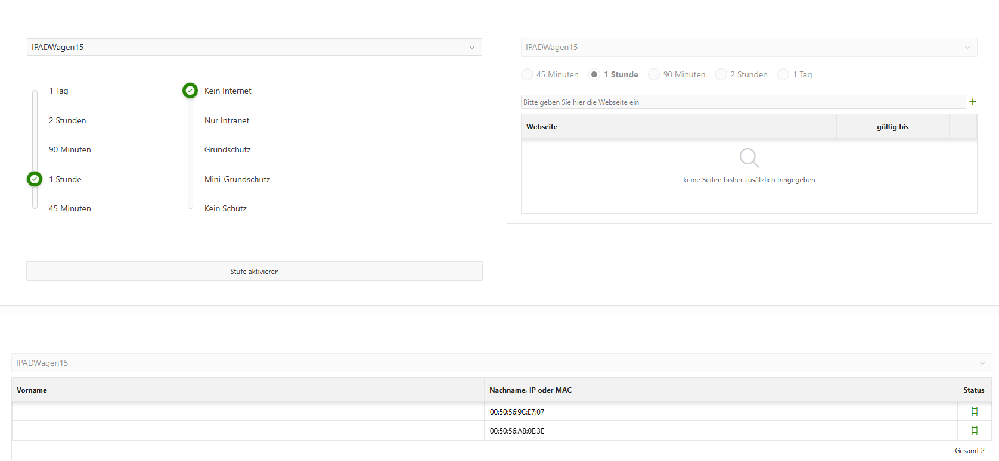 IPADWagen15
1 Tag
2 Stunden
90 Minuten
1 Stunde
45 Minuten
Kein Internet
Nur Intranet
Grundschutz
Mini-Grundschutz
Kein Schutz
Stufe aktivieren
IPADWagen15
45 Minuten 1 Stunde 90 Minuten 2 Stunden 1 Tag
Bitte geben Sie hier die Webseite ein
Webseite gültig bis
keine Seiten bisher zusätzlich freigegeben
IPADWagen15
Vorname Nachname, IP oder MAC Status
00:50:56:9C:E7:07
00:50:56:A8:0E:3E
Gesamt 2